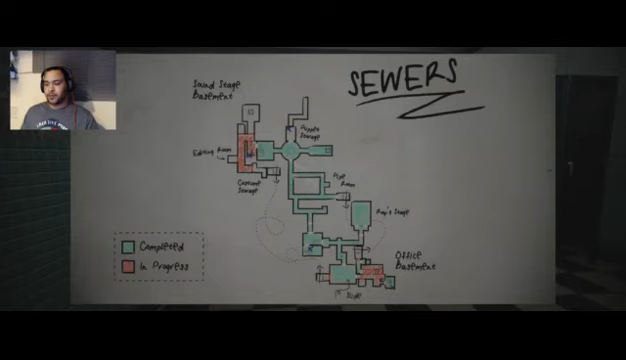 SEWERS
Sound Stage
Basement
Puppet
Storage
Editing Room
Costume
Storage
Pipe
Room
Ray's Stage
Office
Basement
Completed
In Progress